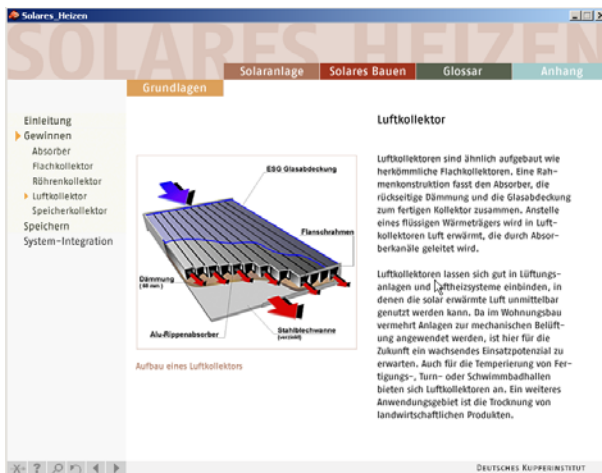 Solares_Heizen
SOLARES HEIZEN
Grundlagen
Solaranlage
Solares Bauen
Glossar
Anhang
Einleitung
Gewinnen
Absorber
Flachkollektor
Röhrenkollektor
Luftkollektor
Speicherkollektor
Speichern
System-Integration
ESG Glasabdeckung
Flanschrahmen
Dämmung
Alu-Rippenabsorber
Stahlblechwanne
(verzinkt)
Aufbau eines Luftkollektors
Luftkollektor
Luftkollektoren sind ähnlich aufgebaut wie
herkömmliche Flachkollektoren. Eine Rah-
menkonstruktion fasst den Absorber, die
rückseitige Dämmung und die Glasabdeckung
zum fertigen Kollektor zusammen. Anstelle
eines flüssigen Wärmeträgers wird in Luft-
kollektoren Luft erwärmt, die durch Absor-
berkanäle geleitet wird.
Luftkollektoren lassen sich gut in Lüftungs-
anlagen und Luftheizsysteme einbinden, in
denen die solar erwärmte Luft unmittelbar
genutzt werden kann. Da im Wohnungsbau
vermehrt Anlagen zur mechanischen Belüft-
ung angewendet werden, ist hier für die
Zukunft ein wachsendes Einsatzpotenzial zu
erwarten. Auch für die Temperierung von Fer-
tigungs-, Turn- oder Schwimmbadhallen
bieten sich Luftkollektoren an. Ein weiteres
Anwendungsgebiet ist die Trocknung von
landwirtschaftlichen Produkten.
DEUTSCHES KUPFERINSTITUT